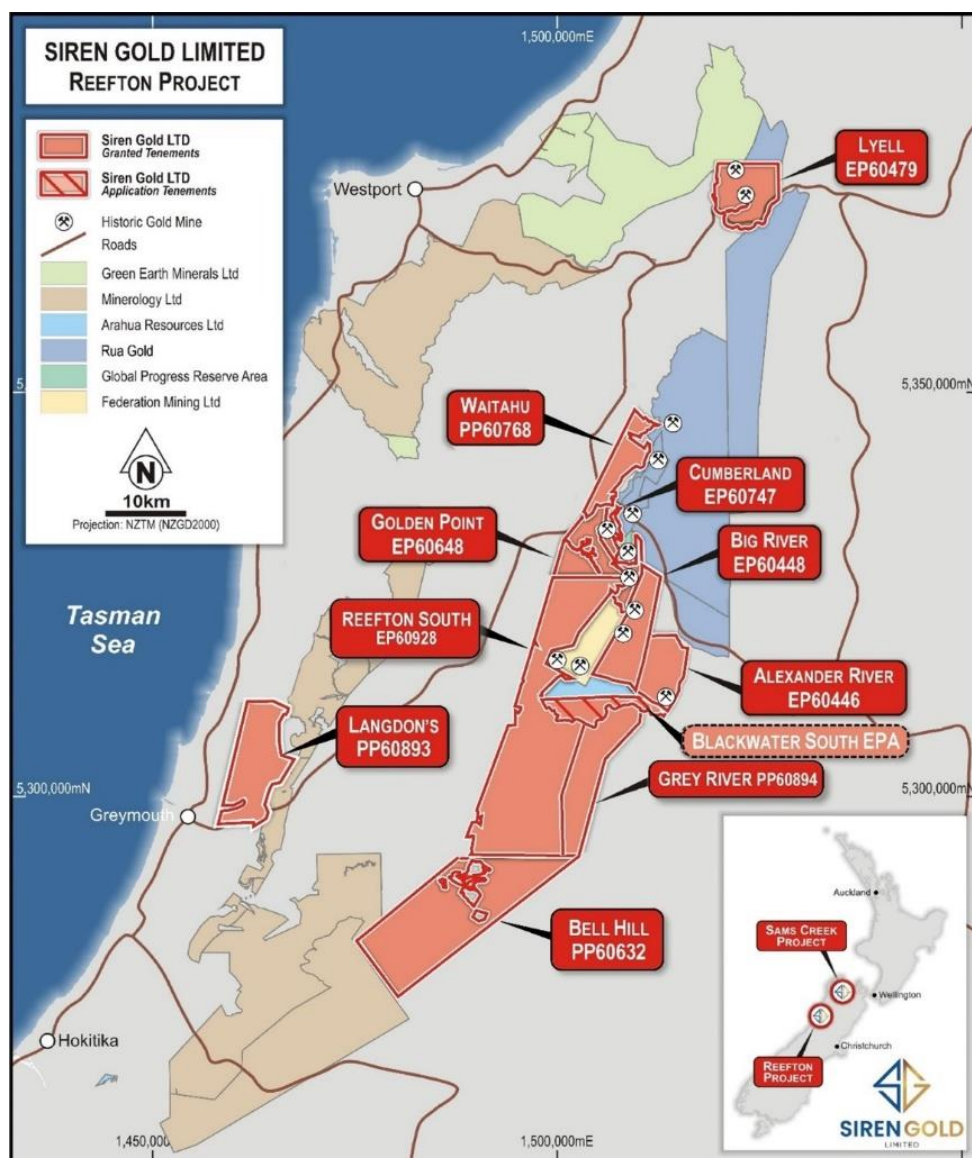 SIREN GOLD LIMITED
REEFTON PROJECT
Siren Gold LTD
Granted Tenements
Siren Gold LTD
Application Tenements
Historic Gold Mine
Roads
Green Earth Minerals Ltd
Minerology Ltd
Arahua Resources Ltd
Rua Gold
Global Progress Reserve Area
Federation Mining Ltd
N
10km
Projection: NZTM (NZGD2000)
1,500,000mE
Westport
LYELL
EP60479
5,350,000mN
WAITAHU
PP60768
CUMBERLAND
EP60747
GOLDEN POINT
EP60648
BIG RIVER
EP60448
REEFTON SOUTH
EP60928
Tasman
Sea
ALEXANDER RIVER
EP60446
LANGDON'S
PP60893
BLACKWATER SOUTH EPA
GREY RIVER PP60894
5,300,000mN
5,300,000mN
Greymouth
BELL HILL
PP60632
Hokitika
1,450,000
1,500,000mE
Auckland
SAMS CREEK
PROJECT
Wellington
Christchurch
REEFTON
PROJECT
SIREN GOLD
LIMITED